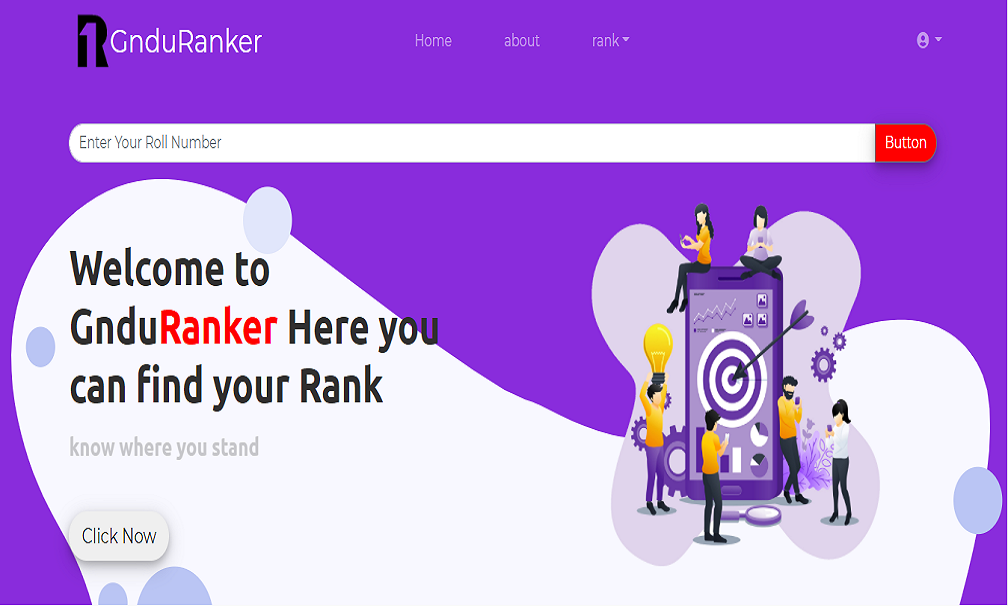 GnduRanker
Home about rank
Enter Your Roll Number Button
Welcome to
GnduRanker Here you
can find your Rank
know where you stand
Click Now